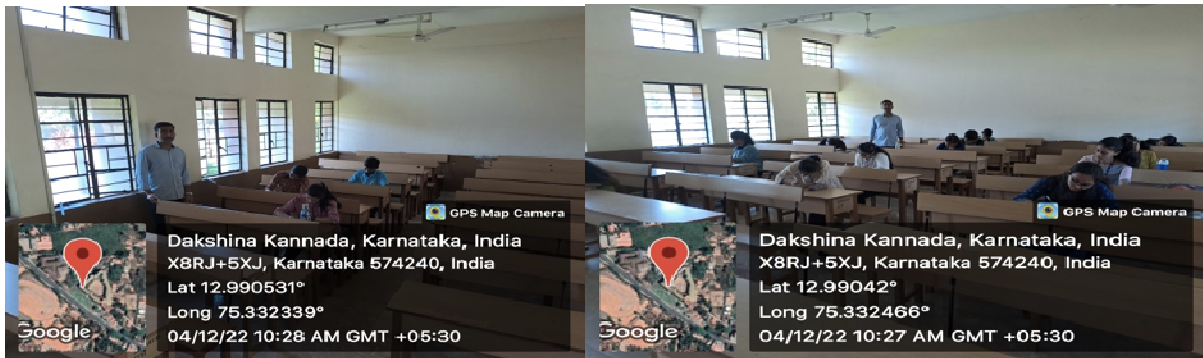 GPS Map Camera
Dakshina Kannada, Karnataka, India
X8RJ+5XJ, Karnataka 574240, India
Lat 12.990531°
Long 75.332339°
04/12/22 10:28 AM GMT +05:30
Google
GPS Map Camera
Dakshina Kannada, Karnataka, India
X8RJ+5XJ, Karnataka 574240, India
Lat 12.99042°
Long 75.332466°
04/12/22 10:27 AM GMT +05:30
Google